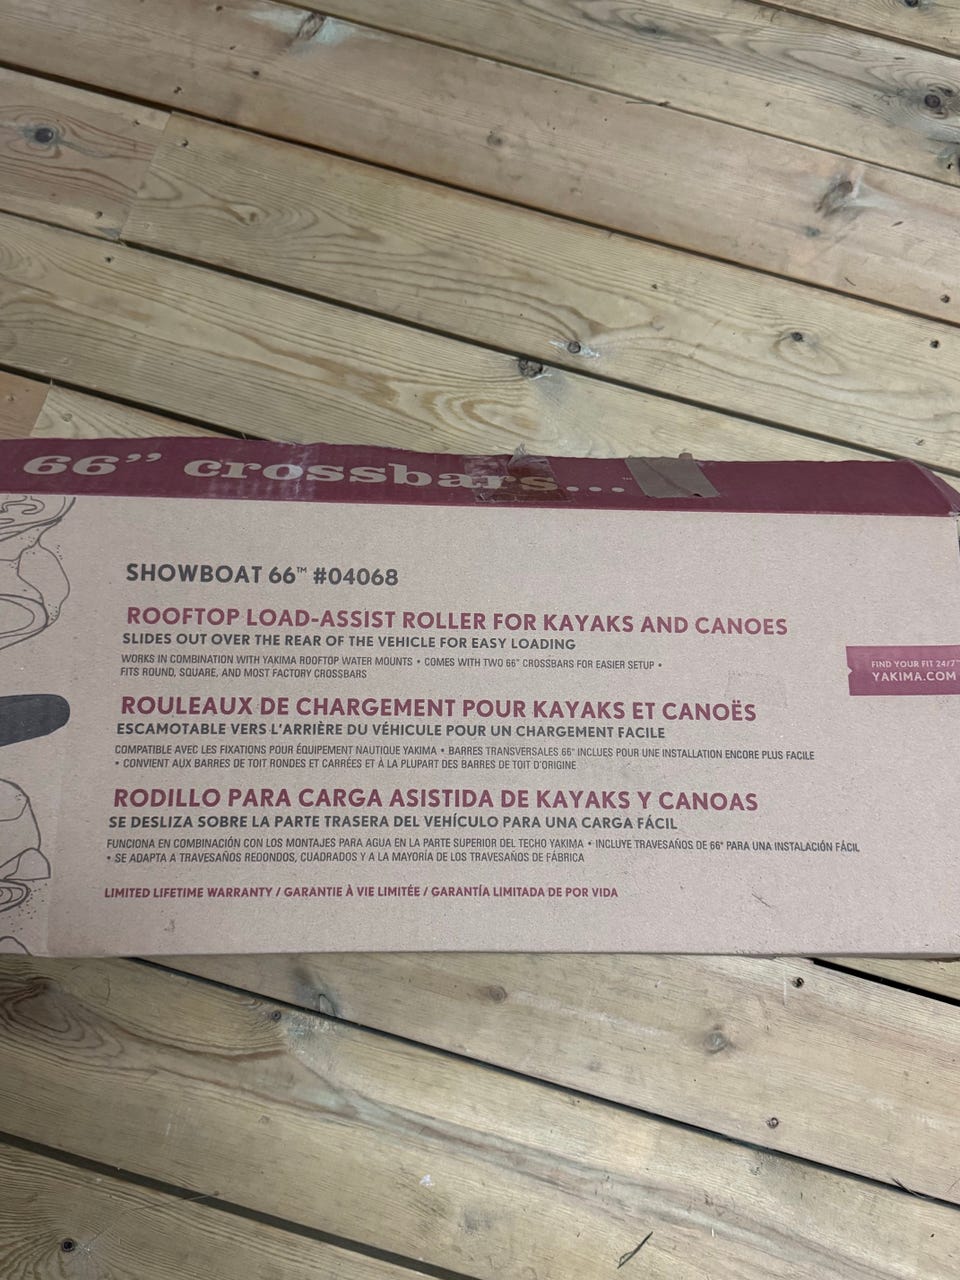 66” crossbars...™
SHOWBOAT 66™ #04068
ROOFTOP LOAD-ASSIST ROLLER FOR KAYAKS AND CANOES
SLIDES OUT OVER THE REAR OF THE VEHICLE FOR EASY LOADING
WORKS IN COMBINATION WITH YAKIMA ROOFTOP WATER MOUNTS • COMES WITH TWO 66" CROSSBARS FOR EASIER SETUP •
FITS ROUND, SQUARE, AND MOST FACTORY CROSSBARS
FIND YOUR FIT 24/7™
YAKIMA.COM
ROULEAUX DE CHARGEMENT POUR KAYAKS ET CANOËS
ESCAMOTABLE VERS L'ARRIÈRE DU VÉHICULE POUR UN CHARGEMENT FACILE
COMPATIBLE AVEC LES FIXATIONS POUR ÉQUIPEMENT NAUTIQUE YAKIMA • BARRES TRANSVERSALES 66" INCLUES POUR UNE INSTALLATION ENCORE PLUS FACILE
• CONVIENT AUX BARRES DE TOIT RONDES ET CARRÉES ET À LA PLUPART DES BARRES DE TOIT D'ORIGINE
RODILLO PARA CARGA ASISTIDA DE KAYAKS Y CANOAS
SE DESLIZA SOBRE LA PARTE TRASERA DEL VEHÍCULO PARA UNA CARGA FÁCIL
FUNCIONA EN COMBINACIÓN CON LOS MONTAJES PARA AGUA EN LA PARTE SUPERIOR DEL TECHO YAKIMA • INCLUYE TRAVESAÑOS DE 66" PARA UNA INSTALACIÓN FÁCIL
• SE ADAPTA A TRAVESAÑOS REDONDOS, CUADRADOS Y A LA MAYORÍA DE LOS TRAVESAÑOS DE FÁBRICA
LIMITED LIFETIME WARRANTY / GARANTIE À VIE LIMITÉE / GARANTÍA LIMITADA DE POR VIDA